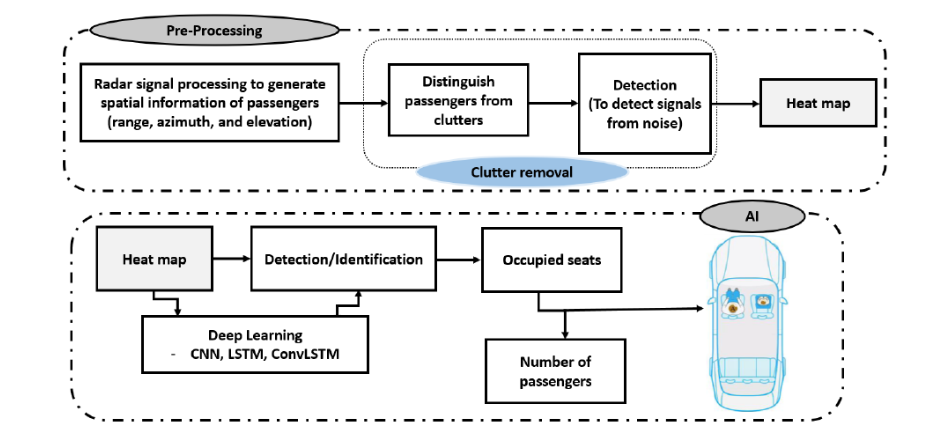 Pre-Processing
Radar signal processing to generate
spatial information of passengers
(range, azimuth, and elevation)
Distinguish
passengers from
clutters
Detection
(To detect signals
from noise)
Heat map
Clutter removal
AI
Heat map
Detection/Identification
Occupied seats
Deep Learning
- CNN, LSTM, ConvLSTM
Number of
passengers